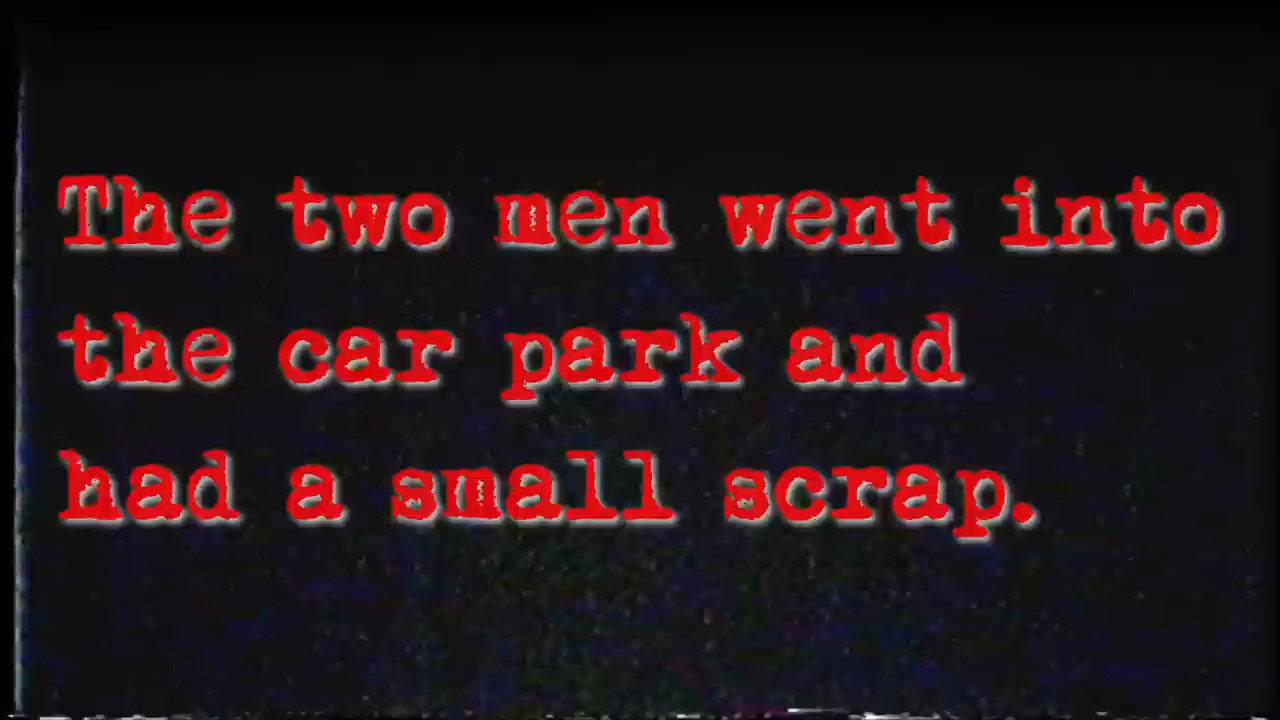 The two men went into
the car park and
had a small scrap.